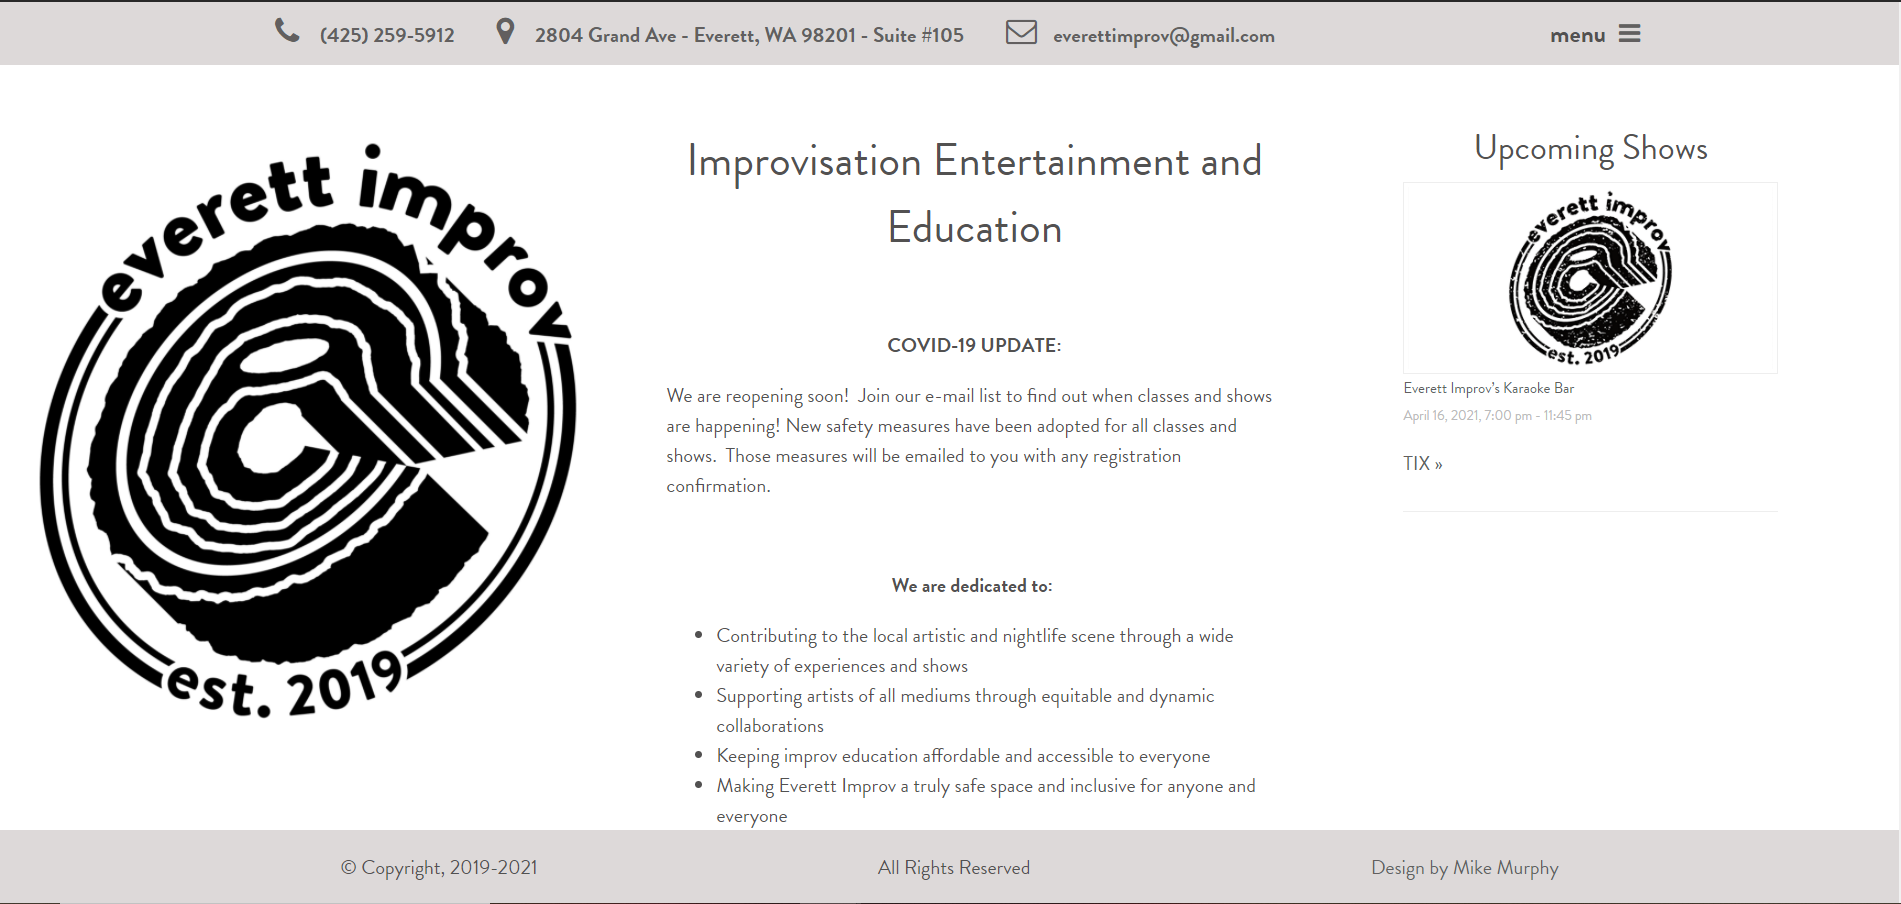 (425) 259-5912
2804 Grand Ave - Everett, WA 98201 - Suite #105
everettimprov@gmail.com
menu
everett improv
est. 2019
Improvisation Entertainment and
Education
COVID-19 UPDATE:
We are reopening soon!  Join our e-mail list to find out when classes and shows
are happening! New safety measures have been adopted for all classes and
shows.  Those measures will be emailed to you with any registration
confirmation.
We are dedicated to:
• Contributing to the local artistic and nightlife scene through a wide
variety of experiences and shows
• Supporting artists of all mediums through equitable and dynamic
collaborations
• Keeping improv education affordable and accessible to everyone
• Making Everett Improv a truly safe space and inclusive for anyone and
everyone
Upcoming Shows
everett improv
est. 2019
Everett Improv's Karaoke Bar
April 16, 2021, 7:00 pm - 11:45 pm
TIX »
© Copyright, 2019-2021
All Rights Reserved
Design by Mike Murphy